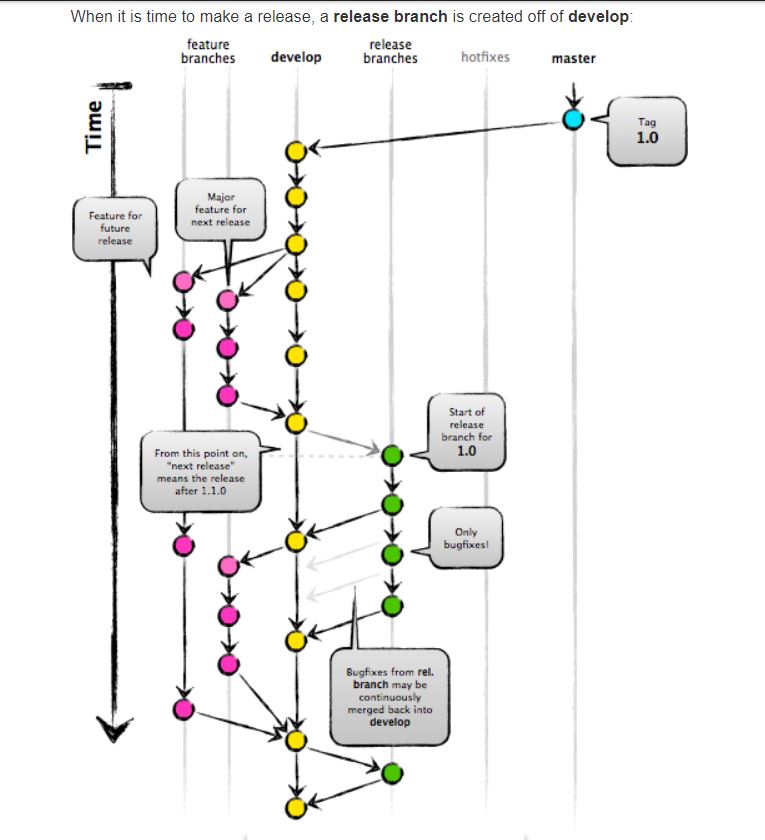 When it is time to make a release, a release branch is created off of develop:
feature
branches
develop
release
branches
hotfixes
master
Time
Tag
1.0
Major
feature for
next release
Feature for
future
release
Start of
release
branch for
1.0
From this point on,
"next release"
means the release
after 1.1.0
Only
bugfixes!
Bugfixes from rel.
branch may be
continuously
merged back into
develop